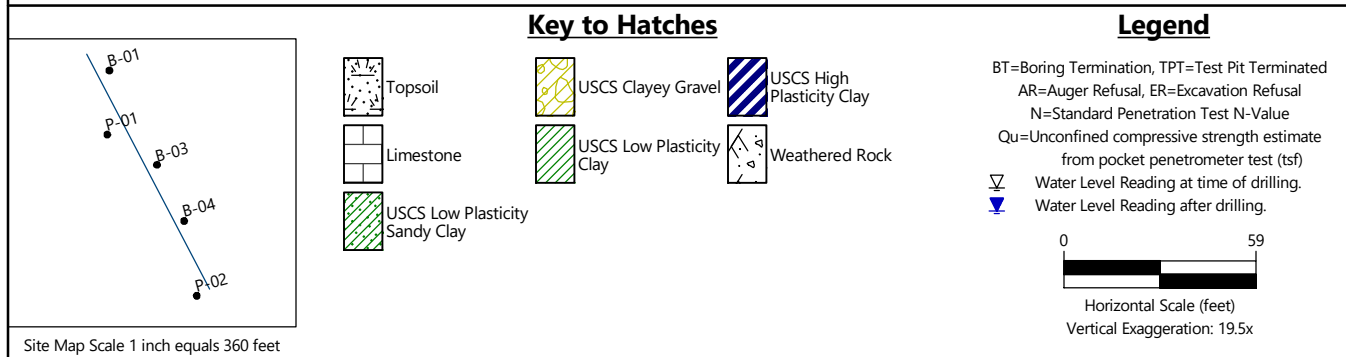 Key to Hatches
Legend
B-01
P-01
B-03
B-04
P-02
Site Map Scale 1 inch equals 360 feet
Topsoil
Limestone
USCS Low Plasticity
Sandy Clay
USCS Clayey Gravel
USCS Low Plasticity
Clay
USCS High
Plasticity Clay
Weathered Rock
BT=Boring Termination, TPT=Test Pit Terminated
AR=Auger Refusal, ER=Excavation Refusal
N=Standard Penetration Test N-Value
Qu=Unconfined compressive strength estimate
from pocket penetrometer test (tsf)
Water Level Reading at time of drilling.
Water Level Reading after drilling.
0 59
Horizontal Scale (feet)
Vertical Exaggeration: 19.5x